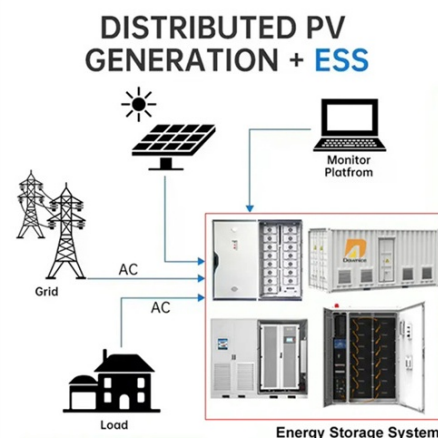 DISTRIBUTED PV
GENERATION + ESS
Monitor
Platfrom
AC
Grid
AC
Load
Energy Storage System